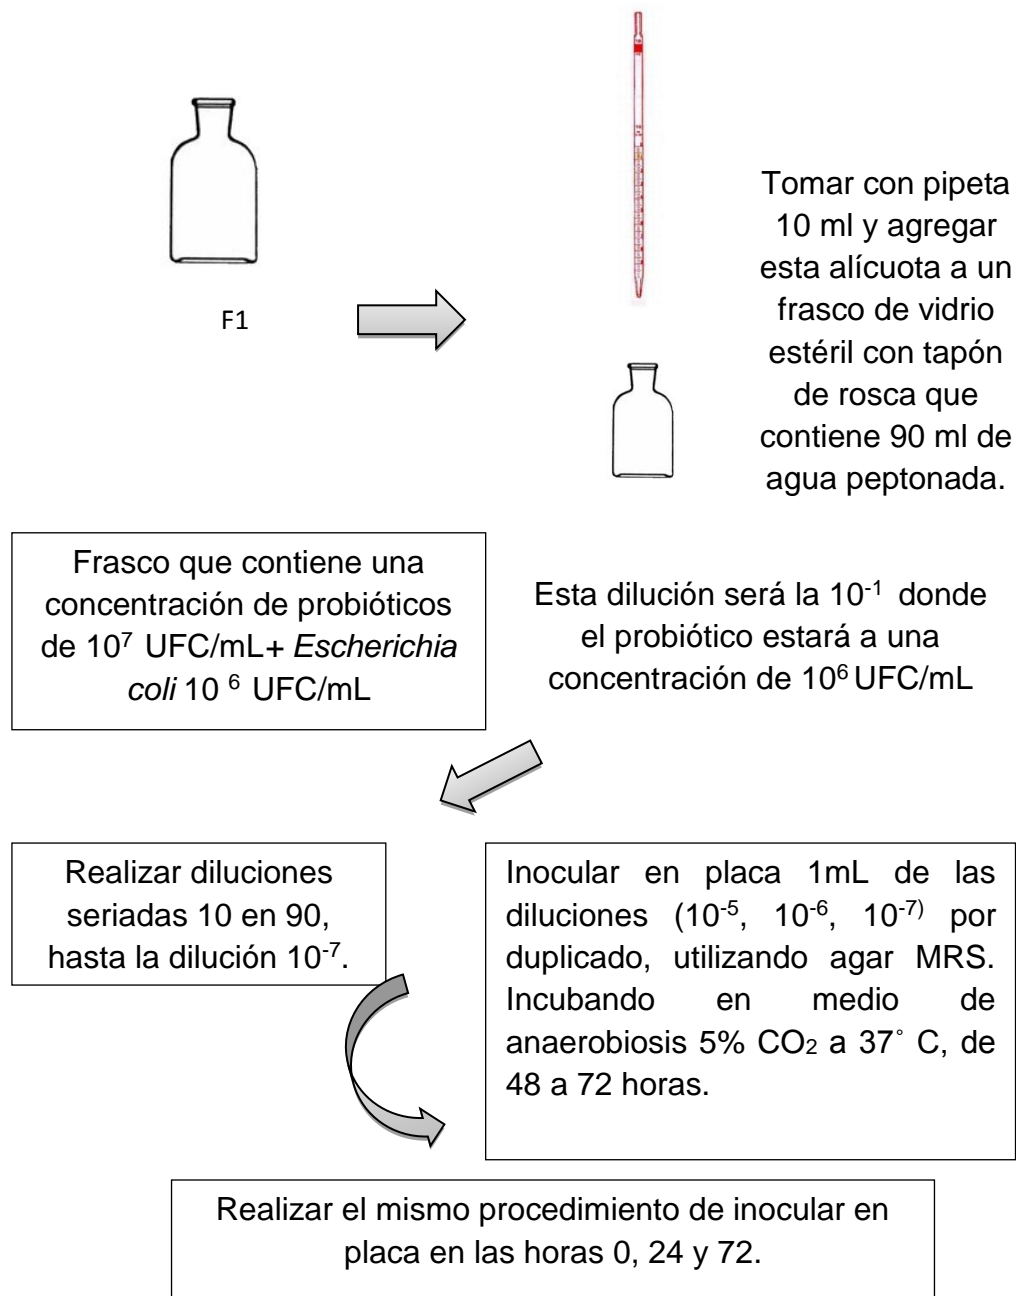 F1
Tomar con pipeta
10 ml y agregar
esta alícuota a un
frasco de vidrio
estéril con tapón
de rosca que
contiene 90 ml de
agua peptonada.
Frasco que contiene una
concentración de probióticos
de 10⁷ UFC/mL+ Escherichia
coli 10 ⁶ UFC/mL
Esta dilución será la 10⁻¹ donde
el probiótico estará a una
concentración de 10⁶ UFC/mL
Realizar diluciones
seriadas 10 en 90,
hasta la dilución 10⁻⁷.
Inocular en placa 1mL de las
diluciones (10⁻⁵, 10⁻⁶, 10⁻⁷⁾ por
duplicado, utilizando agar MRS.
Incubando en medio de
anaerobiosis 5% CO₂ a 37˚ C, de
48 a 72 horas.
Realizar el mismo procedimiento de inocular en
placa en las horas 0, 24 y 72.